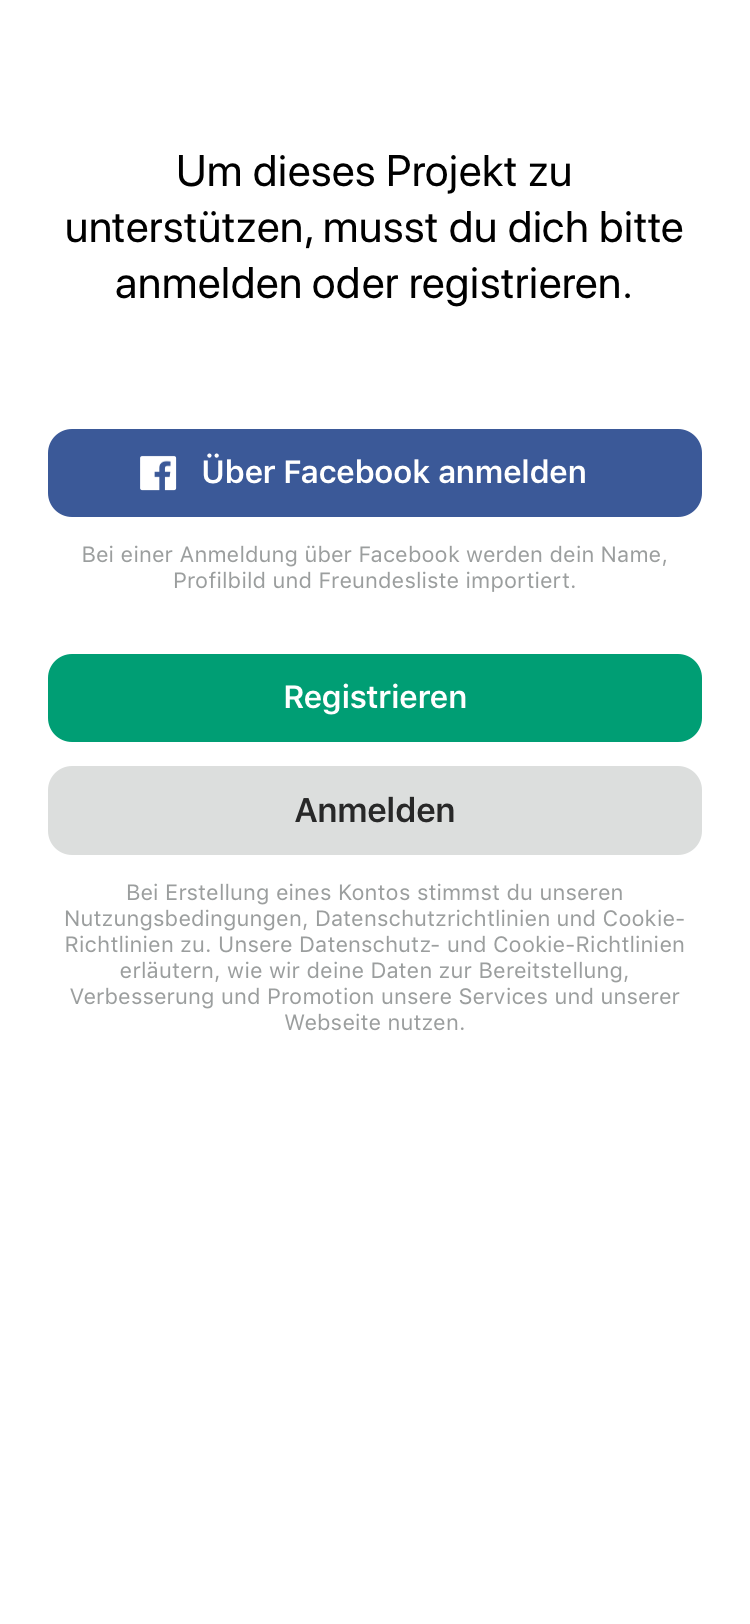 Um dieses Projekt zu
unterstützen, musst du dich bitte
anmelden oder registrieren.
Über Facebook anmelden
Bei einer Anmeldung über Facebook werden dein Name,
Profilbild und Freundesliste importiert.
Registrieren
Anmelden
Bei Erstellung eines Kontos stimmst du unseren
Nutzungsbedingungen, Datenschutzrichtlinien und Cookie-
Richtlinien zu. Unsere Datenschutz- und Cookie-Richtlinien
erläutern, wie wir deine Daten zur Bereitstellung,
Verbesserung und Promotion unsere Services und unserer
Webseite nutzen.